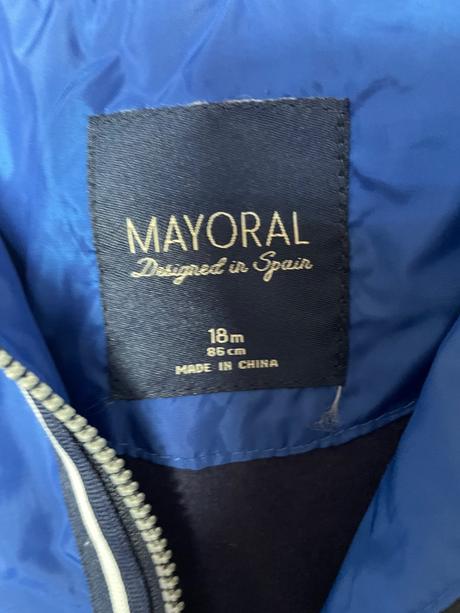 MAYORAL
Designed in Spain
18m
86cm
MADE IN CHINA